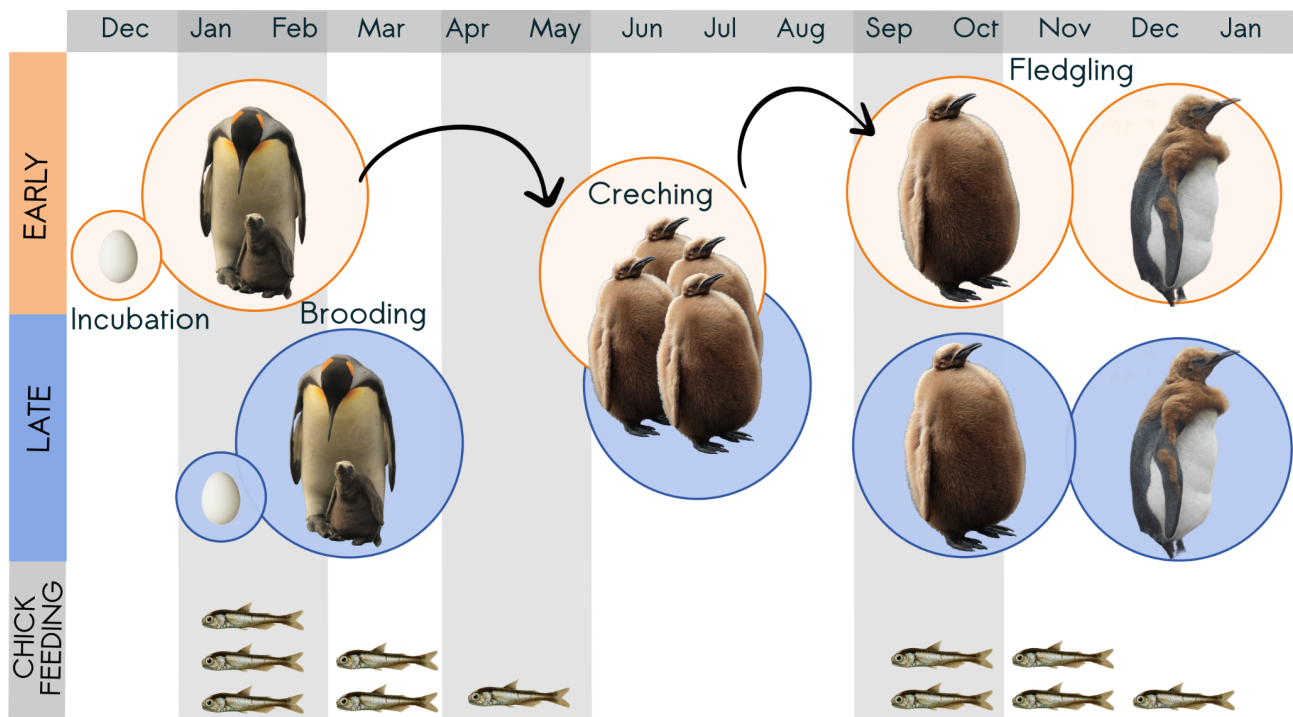 Dec Jan Feb Mar Apr May Jun Jul Aug Sep Oct Nov Dec Jan
Fledgling
EARLY
Creching
Incubation
Brooding
LATE
CHICK
FEEDING